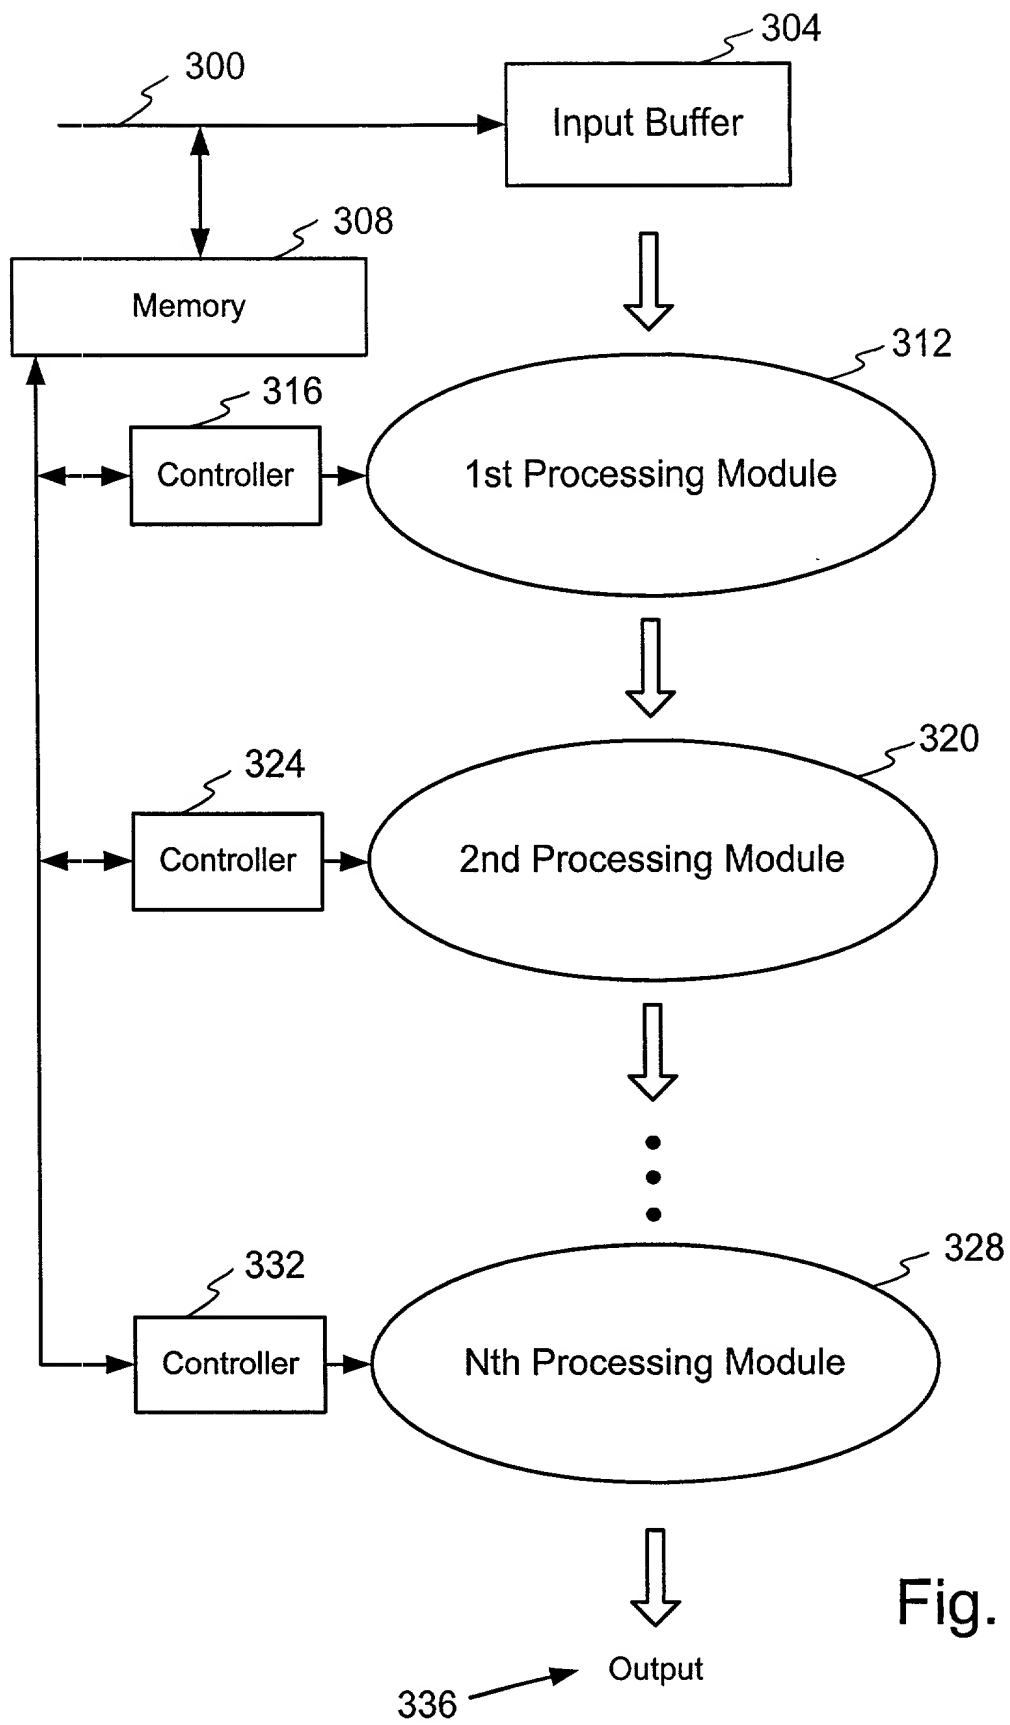 304
300
Input Buffer
308
Memory
312
316
Controller
1st Processing Module
320
324
Controller
2nd Processing Module
328
332
Controller
Nth Processing Module
Fig.
Output
336